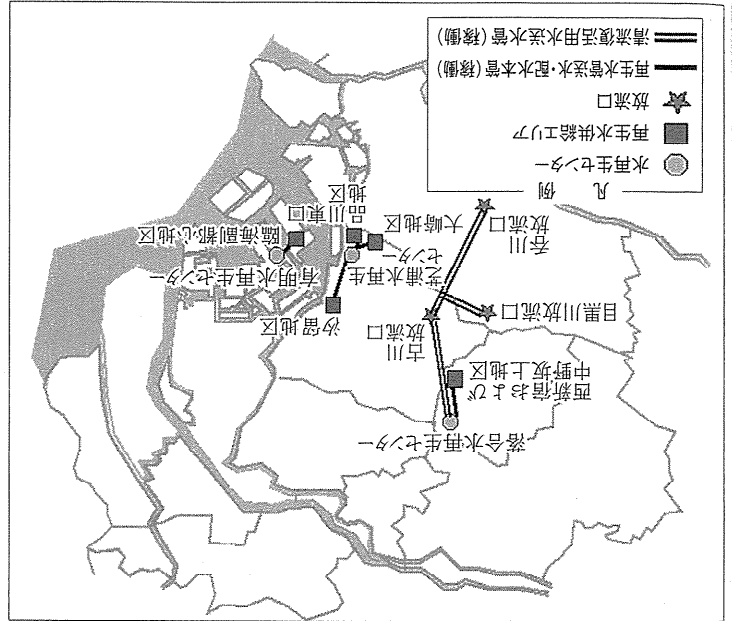 落合水再生センター
西新宿および
中野坂上地区
目黒川放流口
古川
放流口
汐留地区
芝浦水再生
センター
有明水再生センター
大崎地区
臨海副都心地区
品川東口
地区
呑川
放流口
凡 例
水再生センター
再生水供給エリア
放流口
再生水送水管・配水本管(稼働)
清流復活用水送水管(稼働)